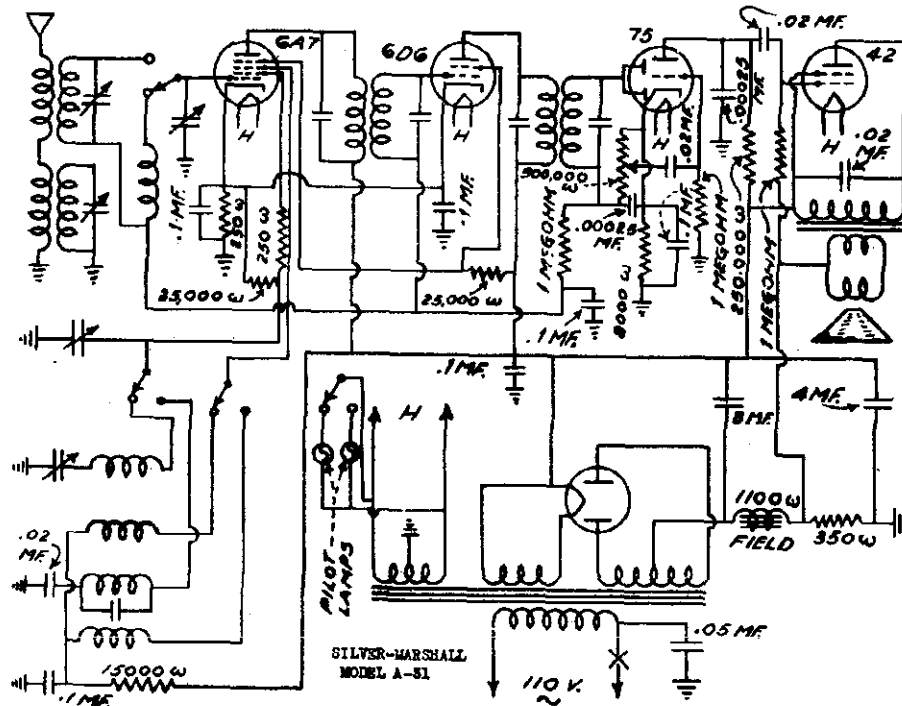 6A7
6D6
75
.02 MF.
42
.00025 MF.
H
H
H
H
.02 MF.
.02 MF.
.1 MF.
250 ω
250 ω
.1 MF.
500,000 ω
.00025 MF.
1 MEGOHM
.1 MF.
8000 ω
1 MEGOHM
250,000 ω
1 MEGOHM
25,000 ω
25,000 ω
.1 MF.
.1 MF.
H
8 MF.
4 MF.
1100 ω
FIELD
350 ω
.02 MF.
PILOT LAMPS
15000 ω
.1 MF.
SILVER-MARSHALL
MODEL A-51
110 V.
~
.05 MF.